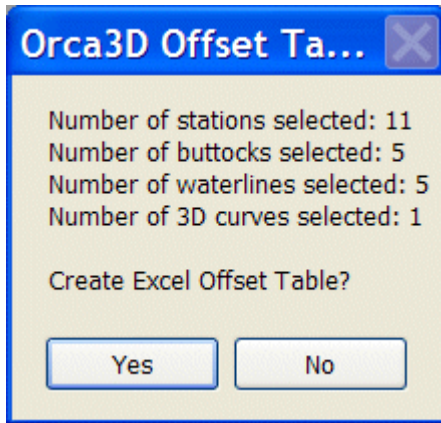 Orca3D Offset Ta...
Number of stations selected: 11
Number of buttocks selected: 5
Number of waterlines selected: 5
Number of 3D curves selected: 1
Create Excel Offset Table?
Yes
No